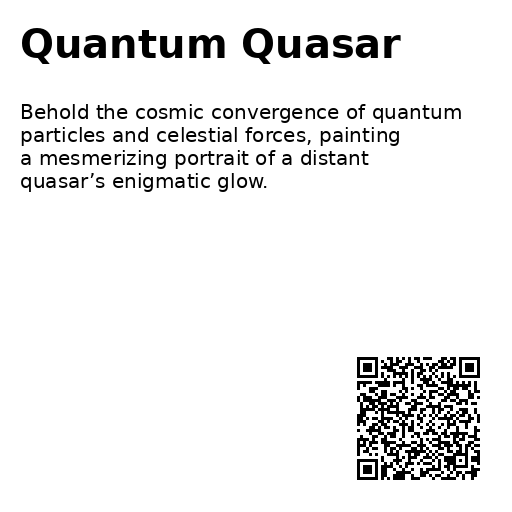 Quantum Quasar
Behold the cosmic convergence of quantum
particles and celestial forces, painting
a mesmerizing portrait of a distant
quasar’s enigmatic glow.